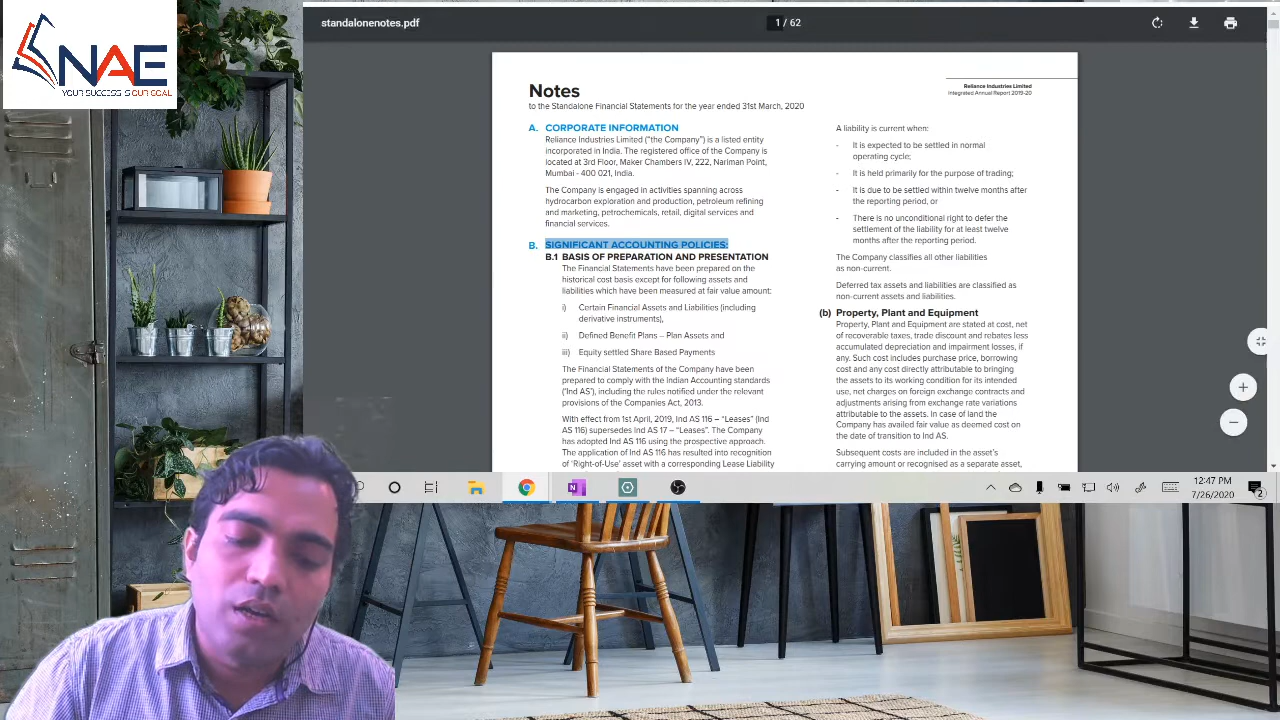 NAE
YOUR SUCCESS IS OUR GOAL
standalonenotes.pdf
1 / 62
Notes
to the Standalone Financial Statements for the year ended 31st March, 2020
Reliance Industries Limited
Integrated Annual Report 2019-20
A. CORPORATE INFORMATION
Reliance Industries Limited (“the Company”) is a listed entity
incorporated in India. The registered office of the Company is
located at 3rd Floor, Maker Chambers IV, 222, Nariman Point,
Mumbai - 400 021, India.
The Company is engaged in activities spanning across
hydrocarbon exploration and production, petroleum refining
and marketing, petrochemicals, retail, digital services and
financial services.
B. SIGNIFICANT ACCOUNTING POLICIES:
B.1 BASIS OF PREPARATION AND PRESENTATION
The Financial Statements have been prepared on the
historical cost basis except for following assets and
liabilities which have been measured at fair value amount:
i) Certain Financial Assets and Liabilities (including
derivative instruments),
ii) Defined Benefit Plans – Plan Assets and
iii) Equity settled Share Based Payments
The Financial Statements of the Company have been
prepared to comply with the Indian Accounting standards
(‘Ind AS’), including the rules notified under the relevant
provisions of the Companies Act, 2013.
With effect from 1st April, 2019, Ind AS 116 – “Leases” (Ind
AS 116) supersedes Ind AS 17 – “Leases”. The Company
has adopted Ind AS 116 using the prospective approach.
The application of Ind AS 116 has resulted into recognition
of ‘Right-of-Use’ asset with a corresponding Lease Liability
A liability is current when:
- It is expected to be settled in normal
operating cycle;
- It is held primarily for the purpose of trading;
- It is due to be settled within twelve months after
the reporting period, or
- There is no unconditional right to defer the
settlement of the liability for at least twelve
months after the reporting period.
The Company classifies all other liabilities
as non-current.
Deferred tax assets and liabilities are classified as
non-current assets and liabilities.
(b) Property, Plant and Equipment
Property, Plant and Equipment are stated at cost, net
of recoverable taxes, trade discount and rebates less
accumulated depreciation and impairment losses, if
any. Such cost includes purchase price, borrowing
cost and any cost directly attributable to bringing
the assets to its working condition for its intended
use, net charges on foreign exchange contracts and
adjustments arising from exchange rate variations
attributable to the assets. In case of land the
Company has availed fair value as deemed cost on
the date of transition to Ind AS.
Subsequent costs are included in the asset’s
carrying amount or recognised as a separate asset,
12:47 PM
7/26/2020
2